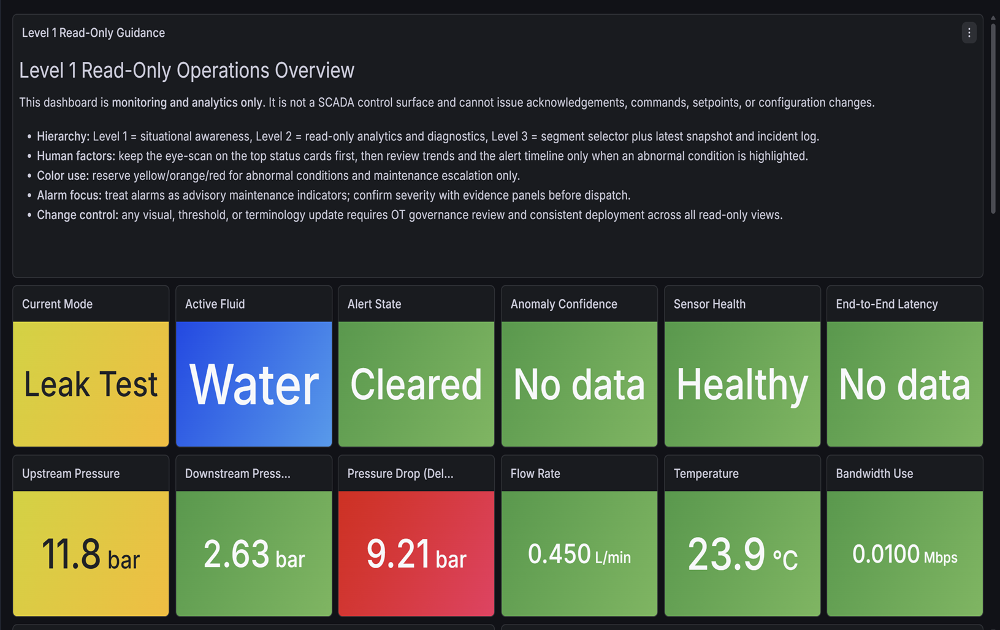 Level 1 Read-Only Guidance
Level 1 Read-Only Operations Overview
This dashboard is monitoring and analytics only. It is not a SCADA control surface and cannot issue acknowledgements, commands, setpoints, or configuration changes.
• Hierarchy: Level 1 = situational awareness, Level 2 = read-only analytics and diagnostics, Level 3 = segment selector plus latest snapshot and incident log.
• Human factors: keep the eye-scan on the top status cards first, then review trends and the alert timeline only when an abnormal condition is highlighted.
• Color use: reserve yellow/orange/red for abnormal conditions and maintenance escalation only.
• Alarm focus: treat alarms as advisory maintenance indicators; confirm severity with evidence panels before dispatch.
• Change control: any visual, threshold, or terminology update requires OT governance review and consistent deployment across all read-only views.
Current Mode
Leak Test
Active Fluid
Water
Alert State
Cleared
Anomaly Confidence
No data
Sensor Health
Healthy
End-to-End Latency
No data
Upstream Pressure
11.8 bar
Downstream Press...
2.63 bar
Pressure Drop (Del...
9.21 bar
Flow Rate
0.450 L/min
Temperature
23.9 °C
Bandwidth Use
0.0100 Mbps